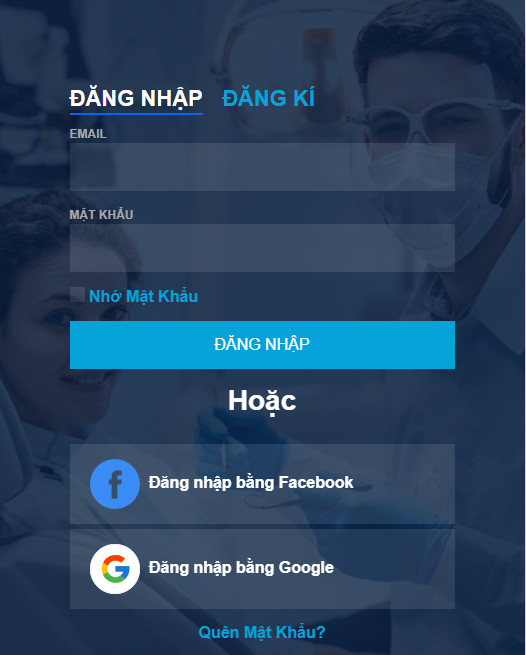 ĐĂNG NHẬP ĐĂNG KÍ
EMAIL
MẬT KHẨU
Nhớ Mật Khẩu
ĐĂNG NHẬP
Hoặc
Đăng nhập bằng Facebook
Đăng nhập bằng Google
Quên Mật Khẩu?